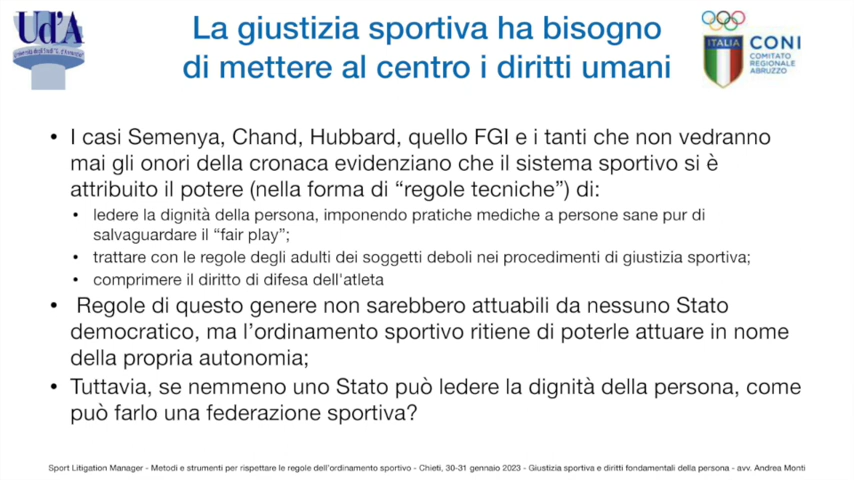 Ud'A
La giustizia sportiva ha bisogno
di mettere al centro i diritti umani
ITALIA
CONI
COMITATO
REGIONALE
ABRUZZO
• I casi Semenya, Chand, Hubbard, quello FGI e i tanti che non vedranno
mai gli onori della cronaca evidenziano che il sistema sportivo si è
attribuito il potere (nella forma di “regole tecniche”) di:
• ledere la dignità della persona, imponendo pratiche mediche a persone sane pur di
salvaguardare il “fair play”;
• trattare con le regole degli adulti dei soggetti deboli nei procedimenti di giustizia sportiva;
• comprimere il diritto di difesa dell'atleta
• Regole di questo genere non sarebbero attuabili da nessuno Stato
democratico, ma l’ordinamento sportivo ritiene di poterle attuare in nome
della propria autonomia;
• Tuttavia, se nemmeno uno Stato può ledere la dignità della persona, come
può farlo una federazione sportiva?
Sport Litigation Manager - Metodi e strumenti per rispettare le regole dell'ordinamento sportivo - Chieti, 30-31 gennaio 2023 - Giustizia sportiva e diritti fondamentali della persona - avv. Andrea Monti